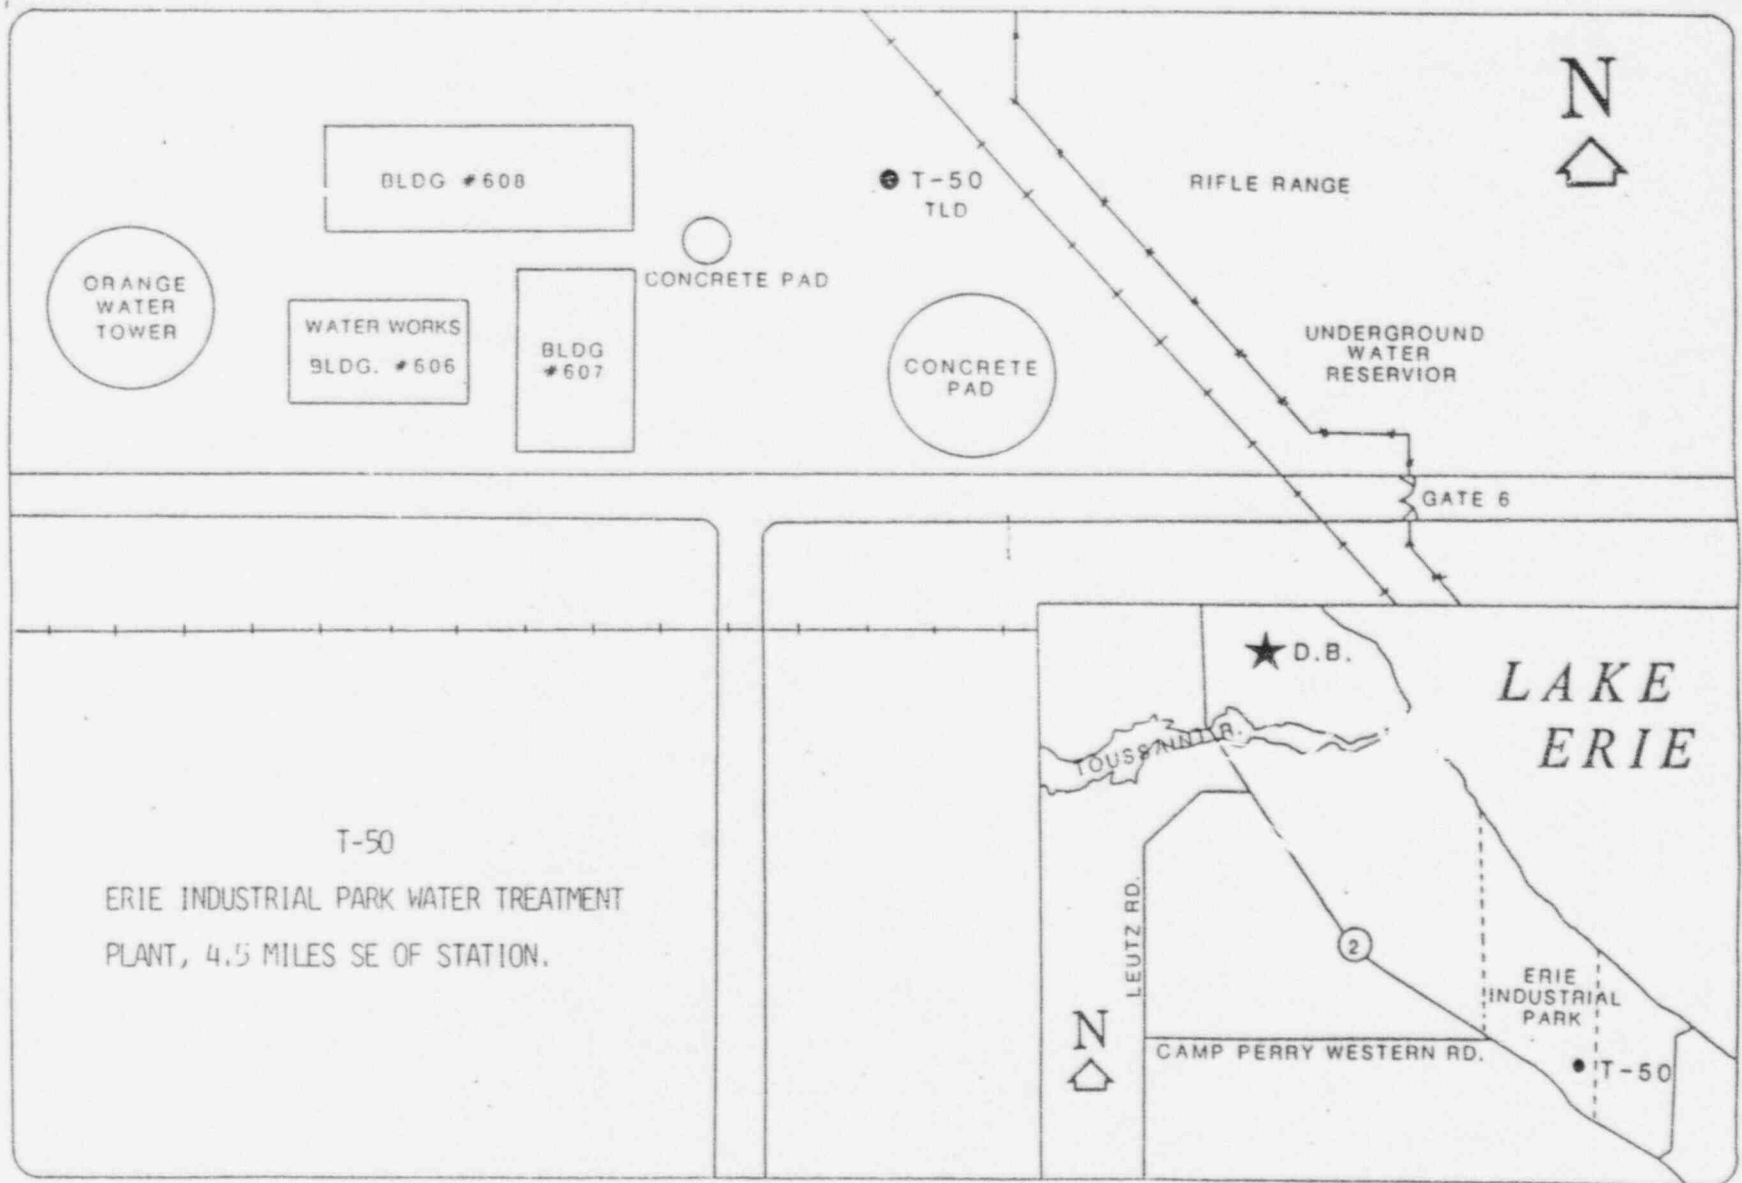 N
BLDG #608
T-50
TLD
RIFLE RANGE
ORANGE
WATER
TOWER
CONCRETE PAD
WATER WORKS
BLDG. #606
BLDG
#607
CONCRETE
PAD
UNDERGROUND
WATER
RESERVIOR
GATE 6
D.B.
LAKE
ERIE
TOUSSAINT R.
T-50
ERIE INDUSTRIAL PARK WATER TREATMENT
PLANT, 4.5 MILES SE OF STATION.
LEUTZ RD.
2
ERIE
INDUSTRIAL
PARK
N
CAMP PERRY WESTERN RD.
T-50